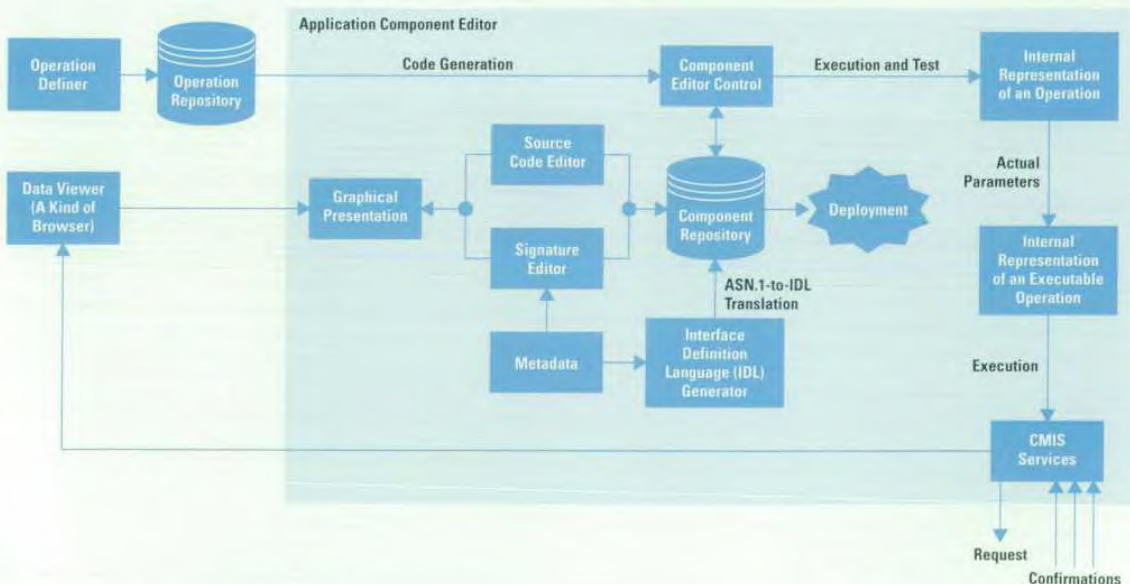 Application Component Editor
Operation
Definer
Operation
Repository
Code Generation
Component
Editor Control
Execution and Test
Internal
Representation
of an Operation
Source
Code Editor
Actual
Parameters
Data Viewer
(A Kind of
Browser)
Graphical
Presentation
Component
Repository
Deployment
Signature
Editor
Internal
Representation
of an Executable
Operation
ASN.1-to-IDL
Translation
Metadata
Interface
Definition
Language (IDL)
Generator
Execution
CMIS
Services
Request
Confirmations